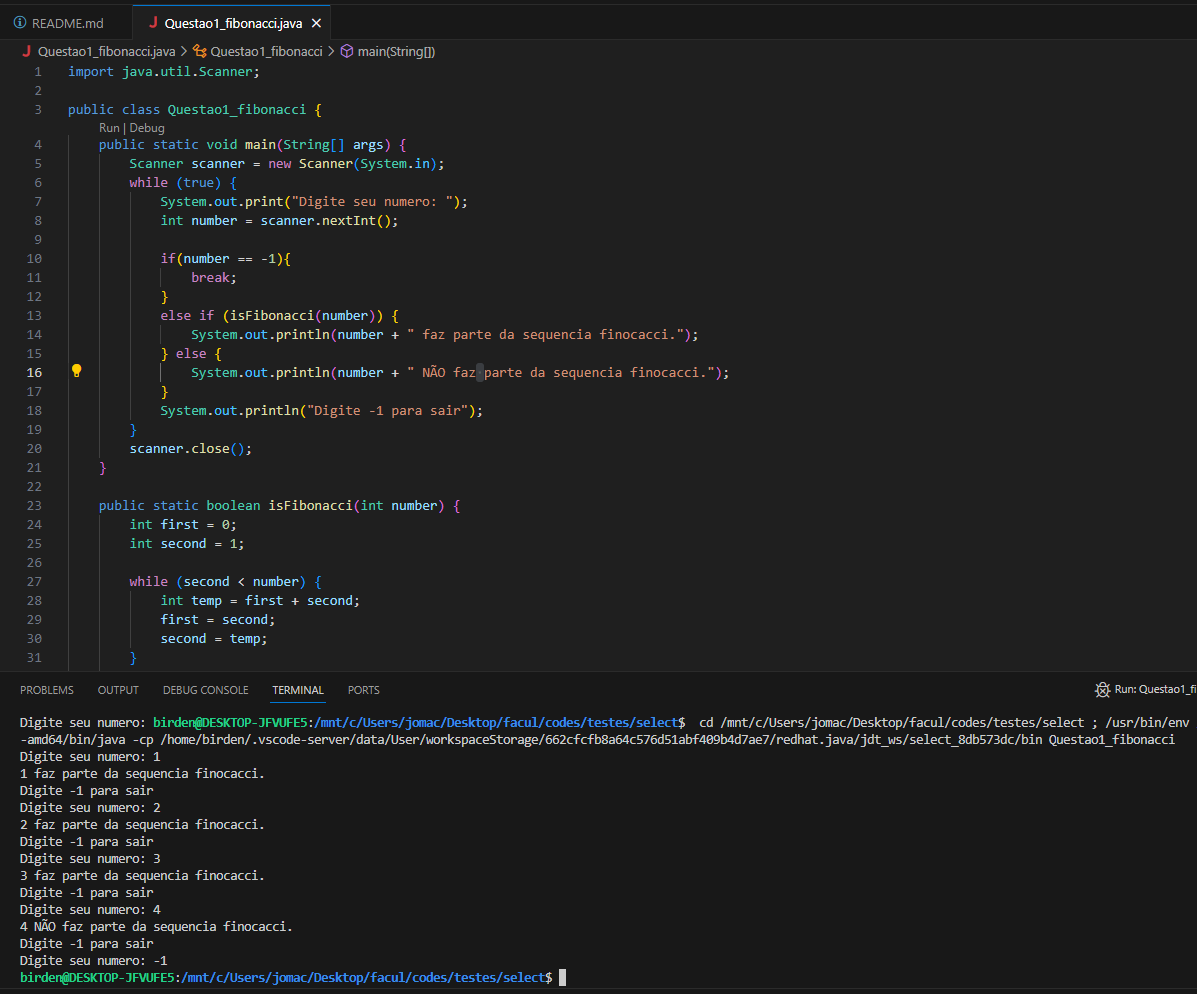 README.md
Questao1_fibonacci.java
Questao1_fibonacci.java > Questao1_fibonacci > main(String[])
1 import java.util.Scanner;
2
3 public class Questao1_fibonacci {
Run | Debug
4 public static void main(String[] args) {
5 Scanner scanner = new Scanner(System.in);
6 while (true) {
7 System.out.print("Digite seu numero: ");
8 int number = scanner.nextInt();
9
10 if(number == -1){
11 break;
12 }
13 else if (isFibonacci(number)) {
14 System.out.println(number + " faz parte da sequencia finocacci.");
15 } else {
16 System.out.println(number + " NÃO faz parte da sequencia finocacci.");
17 }
18 System.out.println("Digite -1 para sair");
19 }
20 scanner.close();
21 }
22
23 public static boolean isFibonacci(int number) {
24 int first = 0;
25 int second = 1;
26
27 while (second < number) {
28 int temp = first + second;
29 first = second;
30 second = temp;
31 }
PROBLEMS OUTPUT DEBUG CONSOLE TERMINAL PORTS Run: Questao1_fi
Digite seu numero: birden@DESKTOP-JFVUFE5:/mnt/c/Users/jomac/Desktop/facul/codes/testes/select$ cd /mnt/c/Users/jomac/Desktop/facul/codes/testes/select ; /usr/bin/env
-amd64/bin/java -cp /home/birden/.vscode-server/data/User/workspaceStorage/662cfcfb8a64c576d51abf409b4d7ae7/redhat.java/jdt_ws/select_8db573dc/bin Questao1_fibonacci
Digite seu numero: 1
1 faz parte da sequencia finocacci.
Digite -1 para sair
Digite seu numero: 2
2 faz parte da sequencia finocacci.
Digite -1 para sair
Digite seu numero: 3
3 faz parte da sequencia finocacci.
Digite -1 para sair
Digite seu numero: 4
4 NÃO faz parte da sequencia finocacci.
Digite -1 para sair
Digite seu numero: -1
birden@DESKTOP-JFVUFE5:/mnt/c/Users/jomac/Desktop/facul/codes/testes/select$